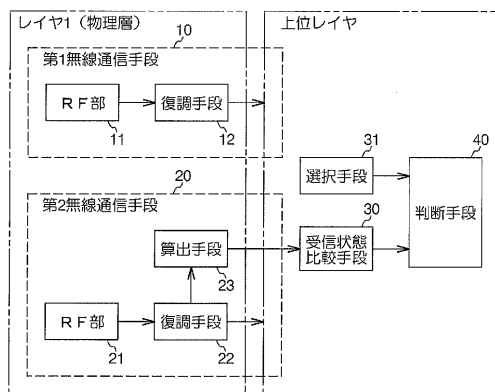 レイヤ1（物理層）
上位レイヤ
10
第1無線通信手段
ＲＦ部
復調手段
11
12
31
40
選択手段
判断手段
20
第2無線通信手段
30
算出手段
受信状態
比較手段
23
ＲＦ部
復調手段
21
22